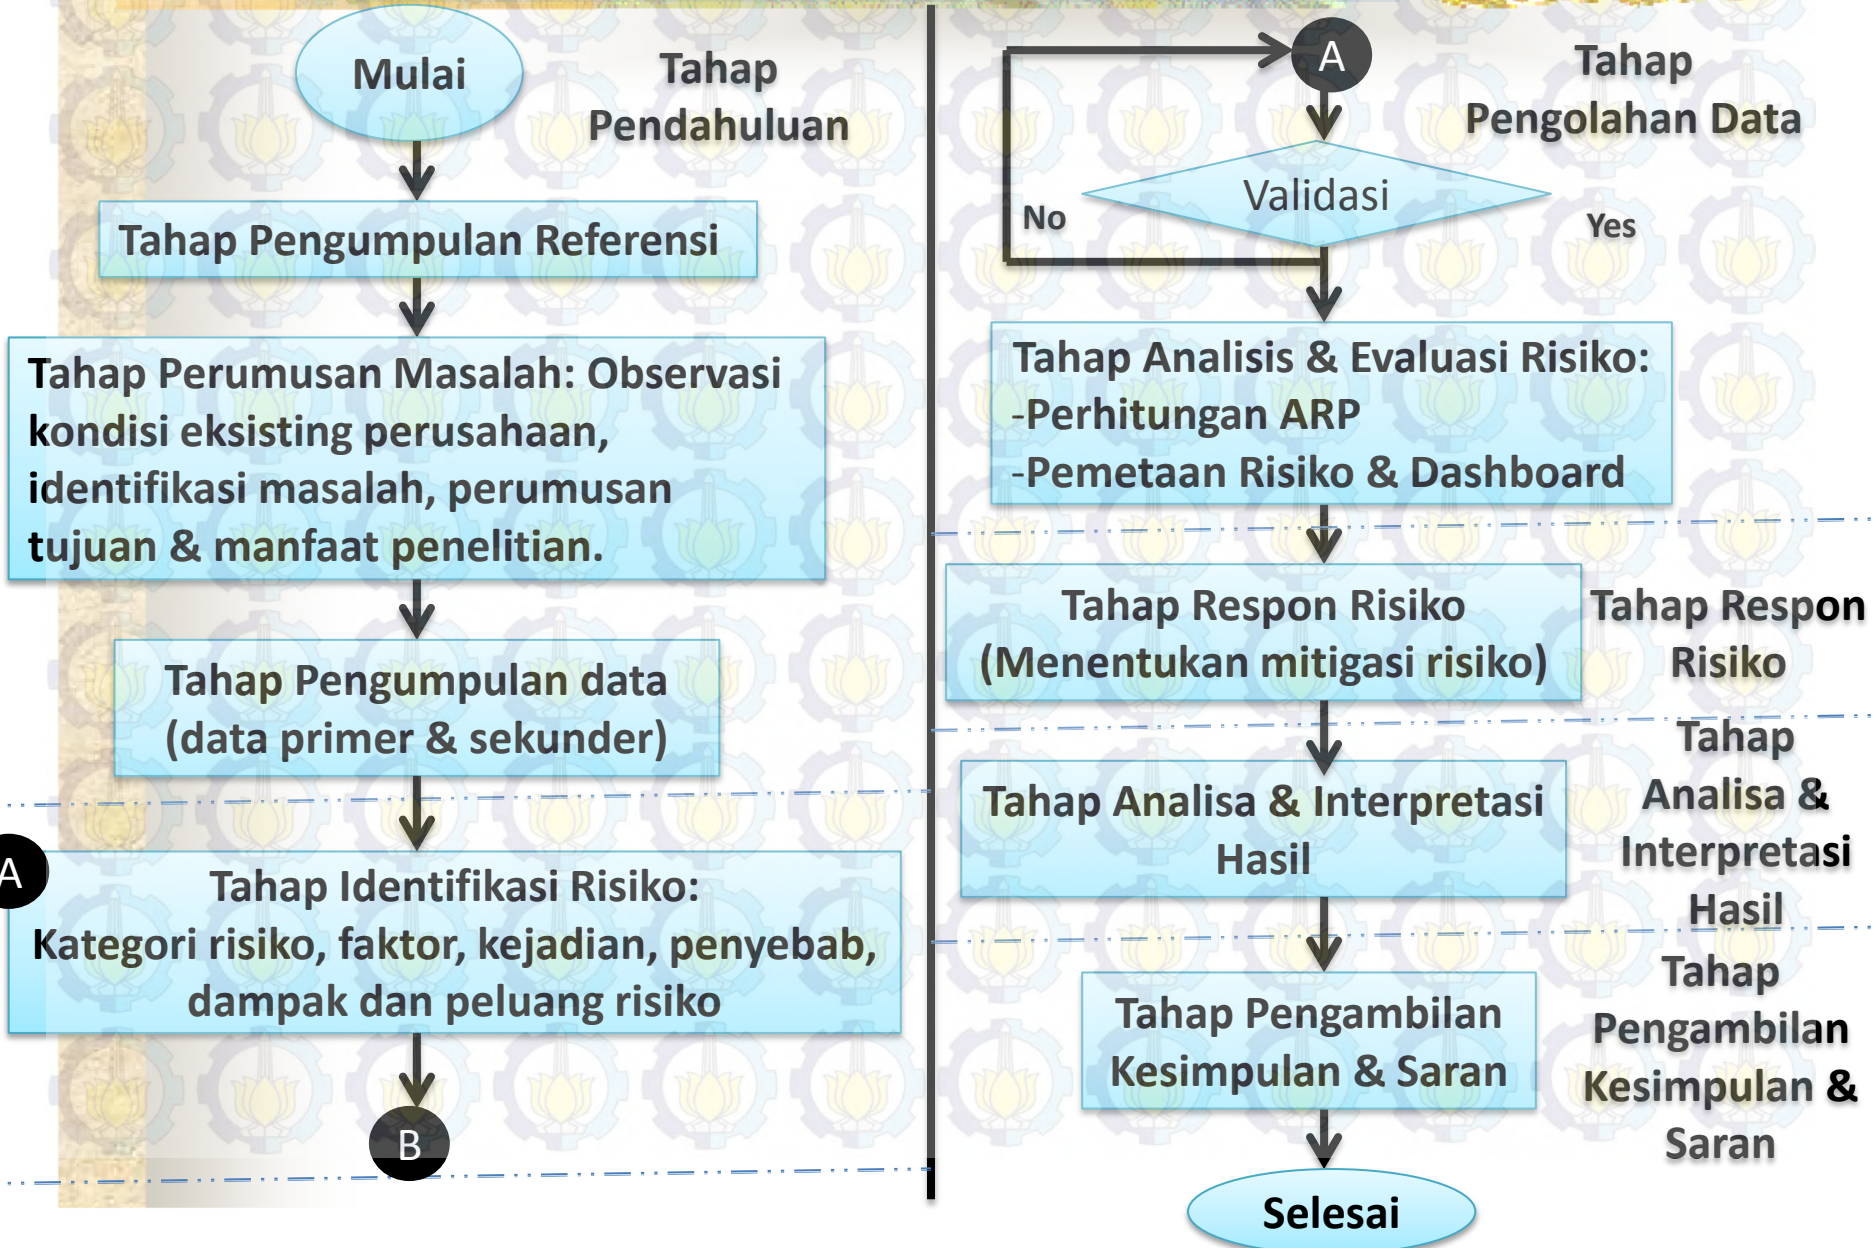 Mulai
Tahap
Pendahuluan
Tahap Pengumpulan Referensi
Tahap Perumusan Masalah: Observasi
kondisi eksisting perusahaan,
identifikasi masalah, perumusan
tujuan & manfaat penelitian.
Tahap Pengumpulan data
(data primer & sekunder)
A
Tahap Identifikasi Risiko:
Kategori risiko, faktor, kejadian, penyebab,
dampak dan peluang risiko
B
A
Tahap
Pengolahan Data
Validasi
No
Yes
Tahap Analisis & Evaluasi Risiko:
-Perhitungan ARP
-Pemetaan Risiko & Dashboard
Tahap Respon Risiko
(Menentukan mitigasi risiko)
Tahap Respon
Risiko
Tahap Analisa & Interpretasi
Hasil
Tahap
Analisa &
Interpretasi
Hasil
Tahap Pengambilan
Kesimpulan & Saran
Tahap
Pengambilan
Kesimpulan &
Saran
Selesai